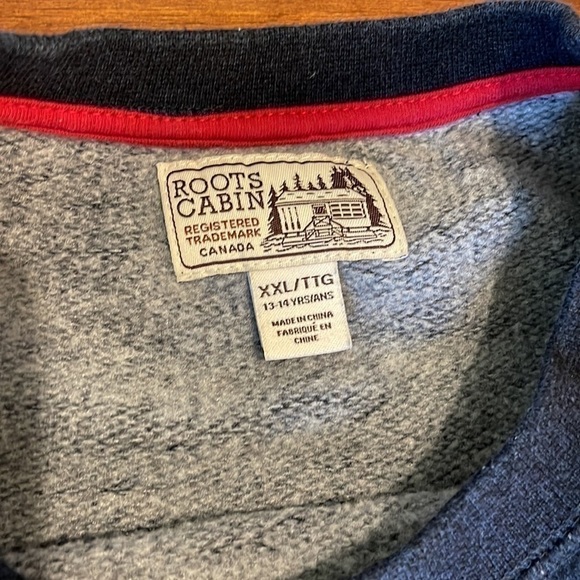 ROOTS
CABIN
REGISTERED
TRADEMARK
CANADA
XXL/TTG
13-14 YRS/ANS
MADE IN CHINA
FABRIQUÉ EN
CHINE